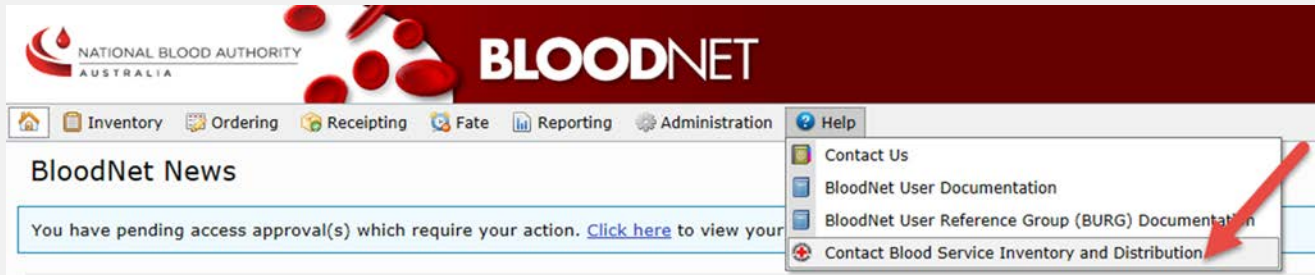 NATIONAL BLOOD AUTHORITY
AUSTRALIA
BLOODNET
Inventory Ordering Receipting Fate Reporting Administration Help
Contact Us
BloodNet News
BloodNet User Documentation
BloodNet User Reference Group (BURG) Documentation
You have pending access approval(s) which require your action. Click here to view your
Contact Blood Service Inventory and Distribution